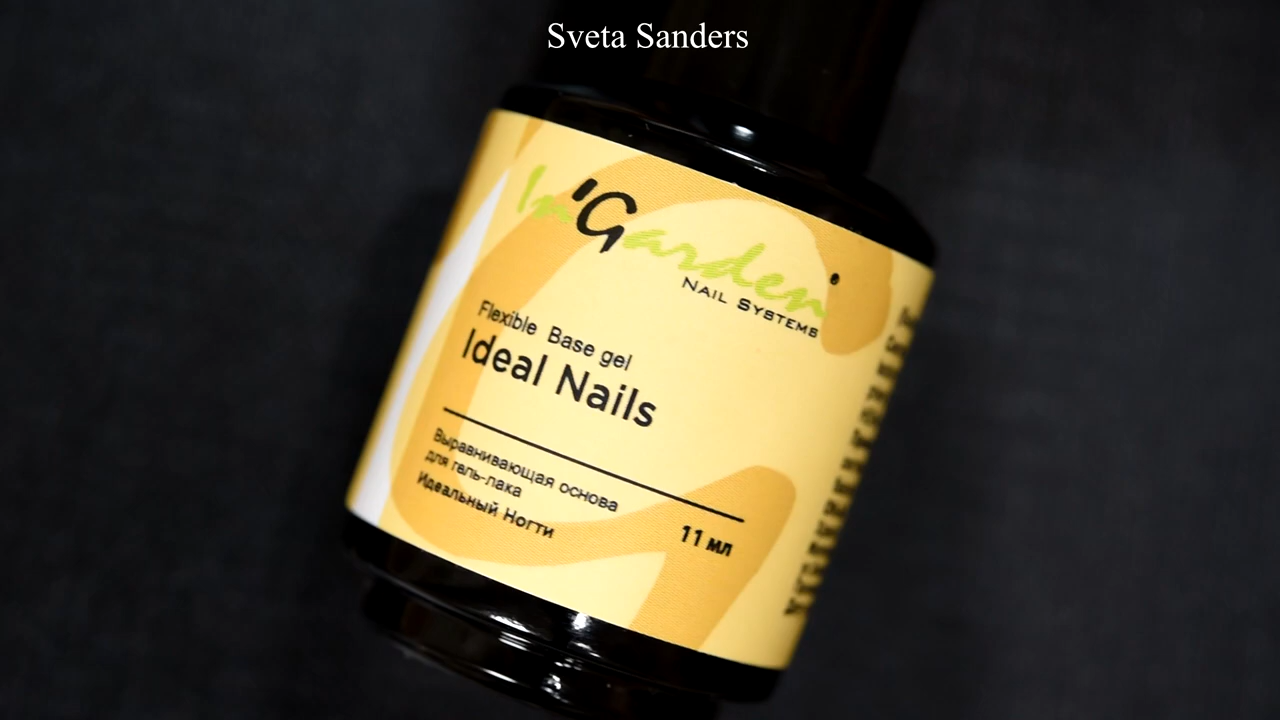 Sveta Sanders
In'Garden®
NAIL SYSTEMS
Flexible Base gel
Ideal Nails
Выравнивающая основа
для гель-лака
Идеальный Ногти
11 мл